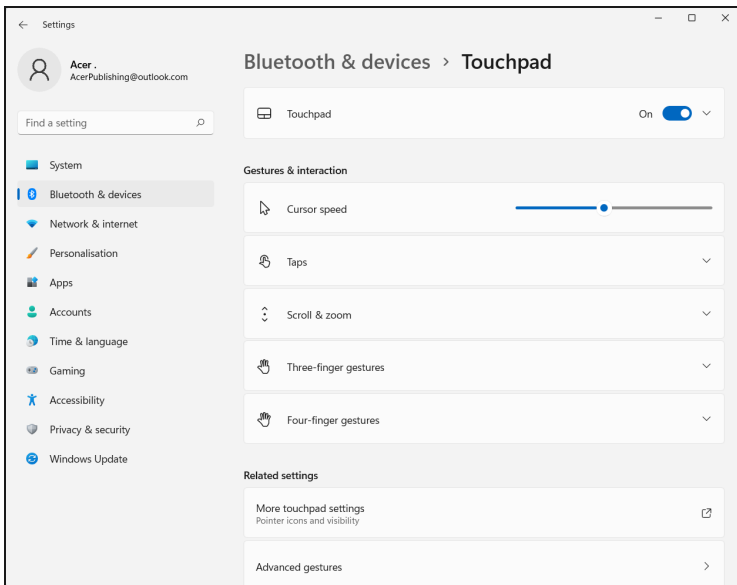 Settings
Acer .
AcerPublishing@outlook.com
Find a setting
System
Bluetooth & devices
Network & internet
Personalisation
Apps
Accounts
Time & language
Gaming
Accessibility
Privacy & security
Windows Update
Bluetooth & devices > Touchpad
Touchpad
On
Gestures & interaction
Cursor speed
Taps
Scroll & zoom
Three-finger gestures
Four-finger gestures
Related settings
More touchpad settings
Pointer icons and visibility
Advanced gestures